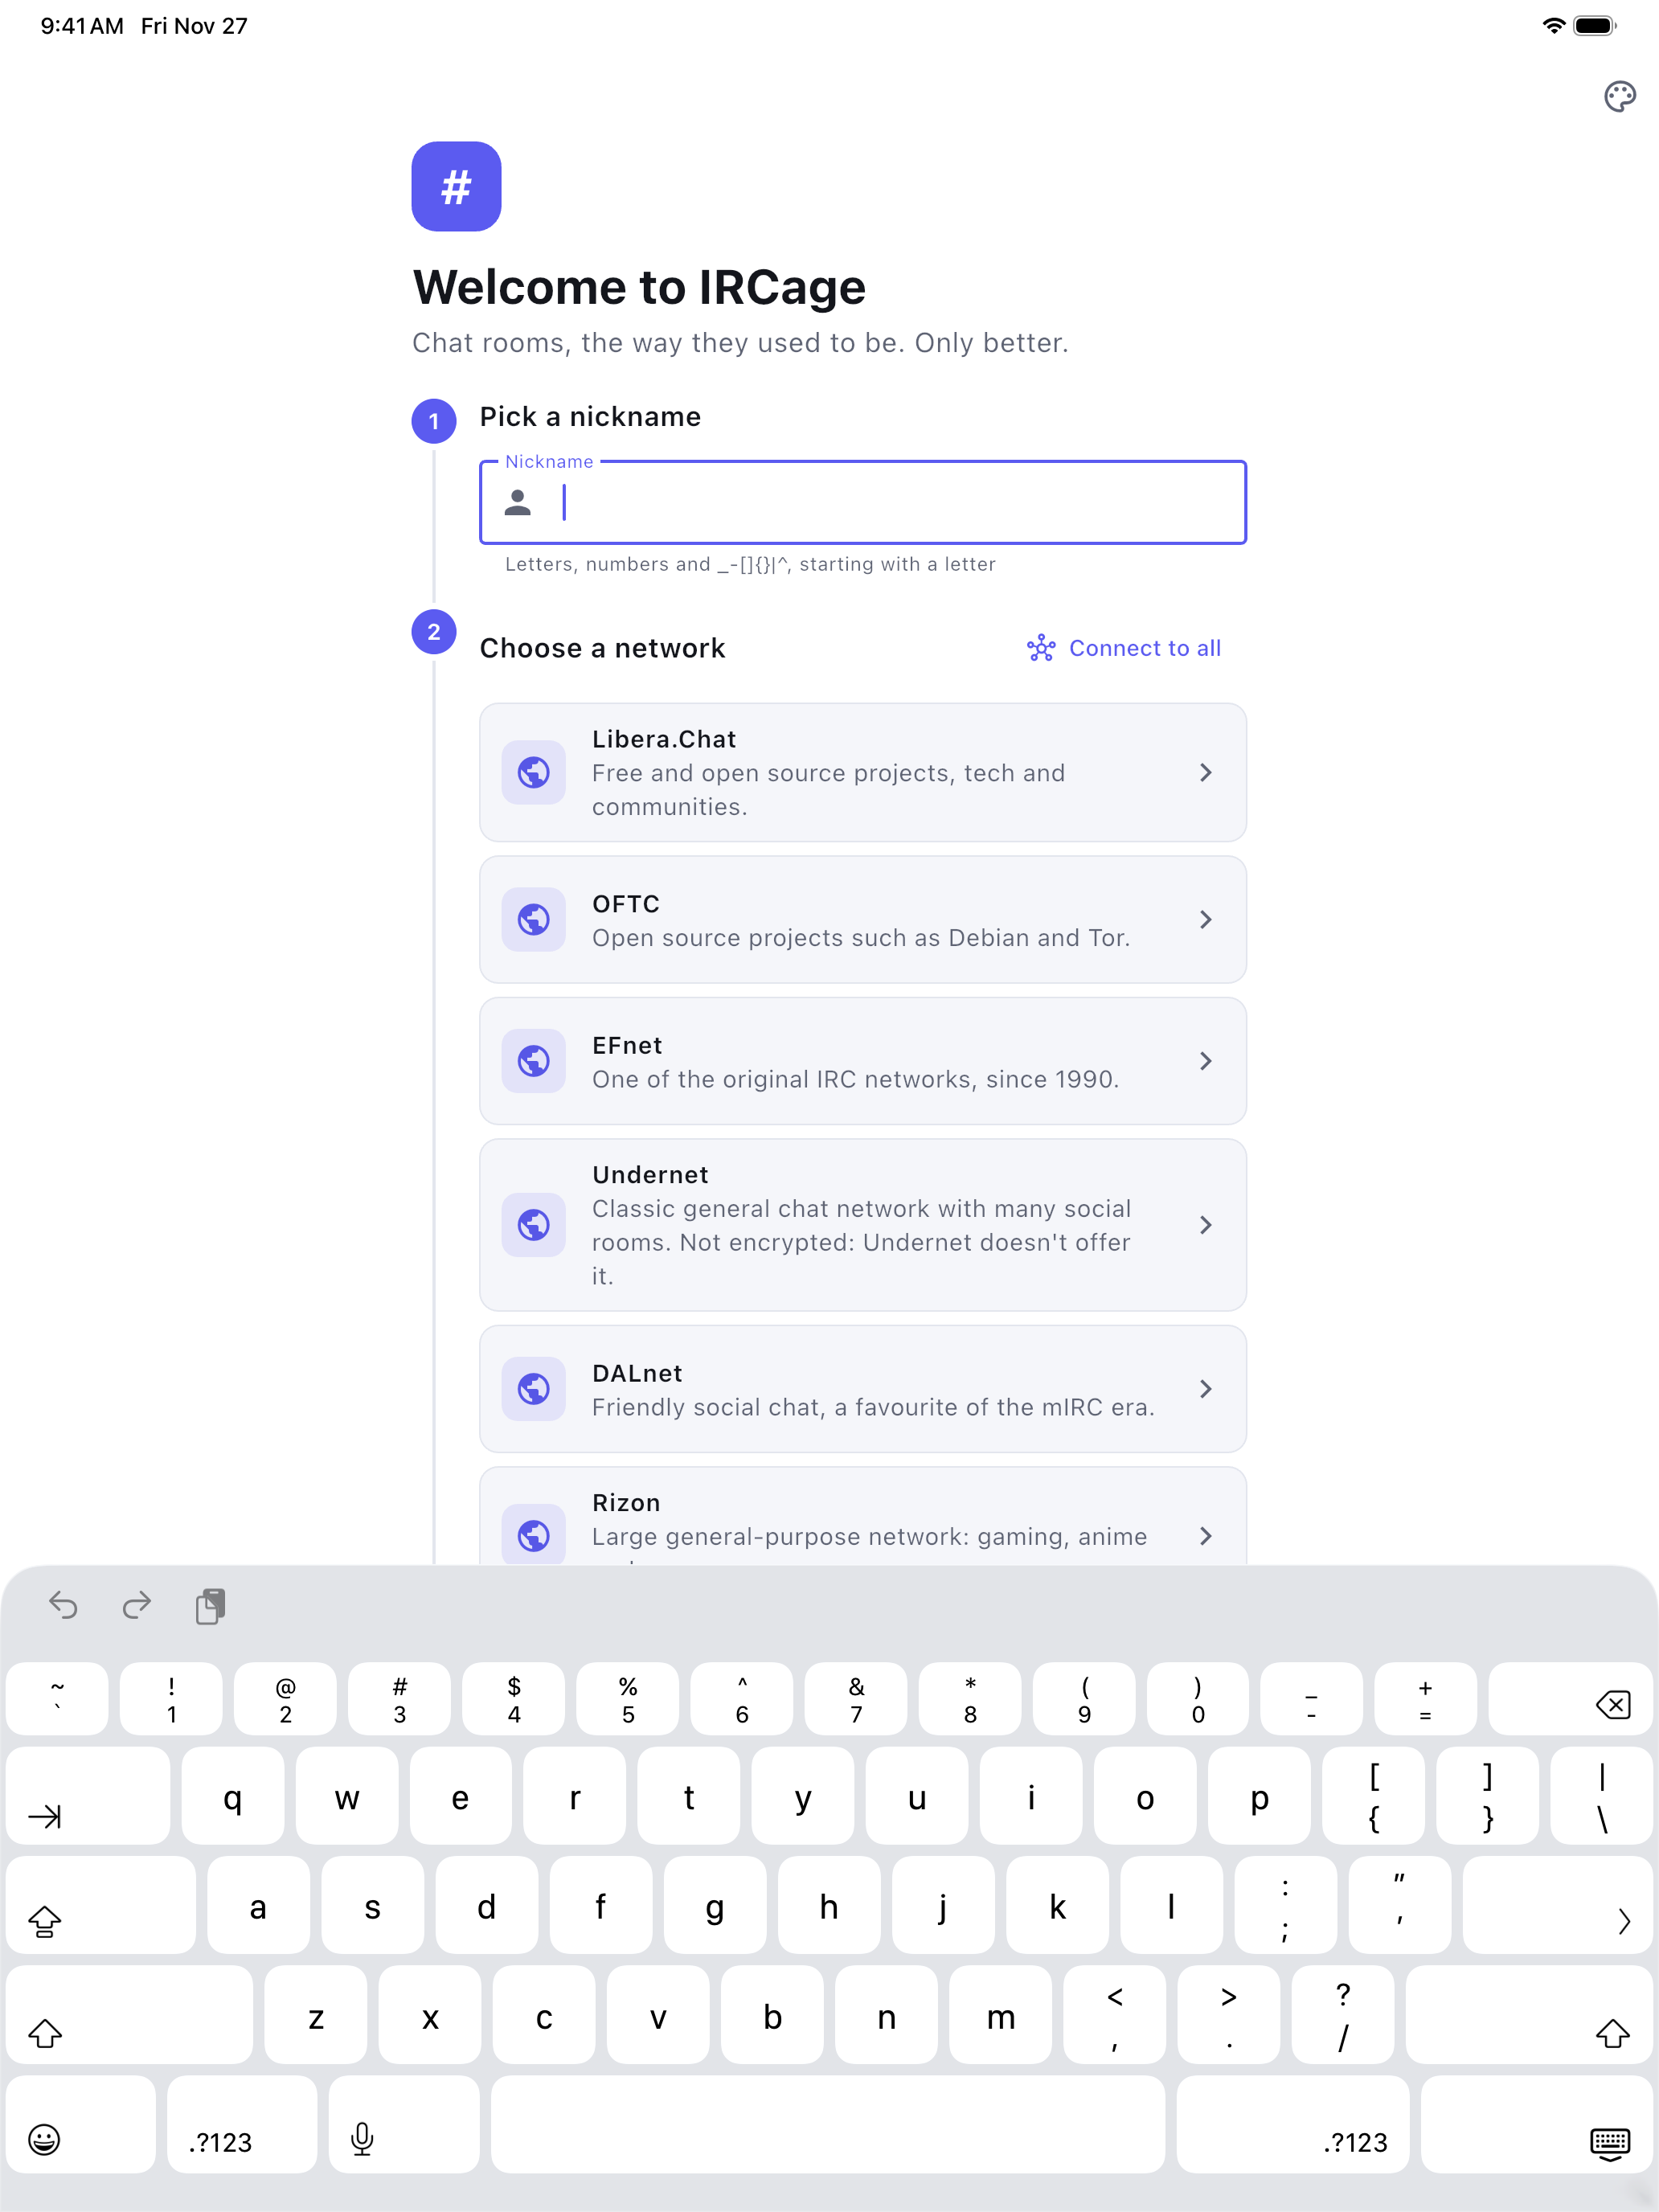 9:41 AM Fri Nov 27
#
Welcome to IRCage
Chat rooms, the way they used to be. Only better.
1 Pick a nickname
Nickname
Letters, numbers and _-[]{}|^, starting with a letter
2 Choose a network Connect to all
Libera.Chat
Free and open source projects, tech and
communities.
OFTC
Open source projects such as Debian and Tor.
EFnet
One of the original IRC networks, since 1990.
Undernet
Classic general chat network with many social
rooms. Not encrypted: Undernet doesn't offer
it.
DALnet
Friendly social chat, a favourite of the mIRC era.
Rizon
Large general-purpose network: gaming, anime
~ ! @ # $ % ^ & * ( ) _ +
` 1 2 3 4 5 6 7 8 9 0 - =
q w e r t y u i o p [ ] |
{ } \
a s d f g h j k l : "
; '
z x c v b n m < > ?
, . /
.?123 .?123